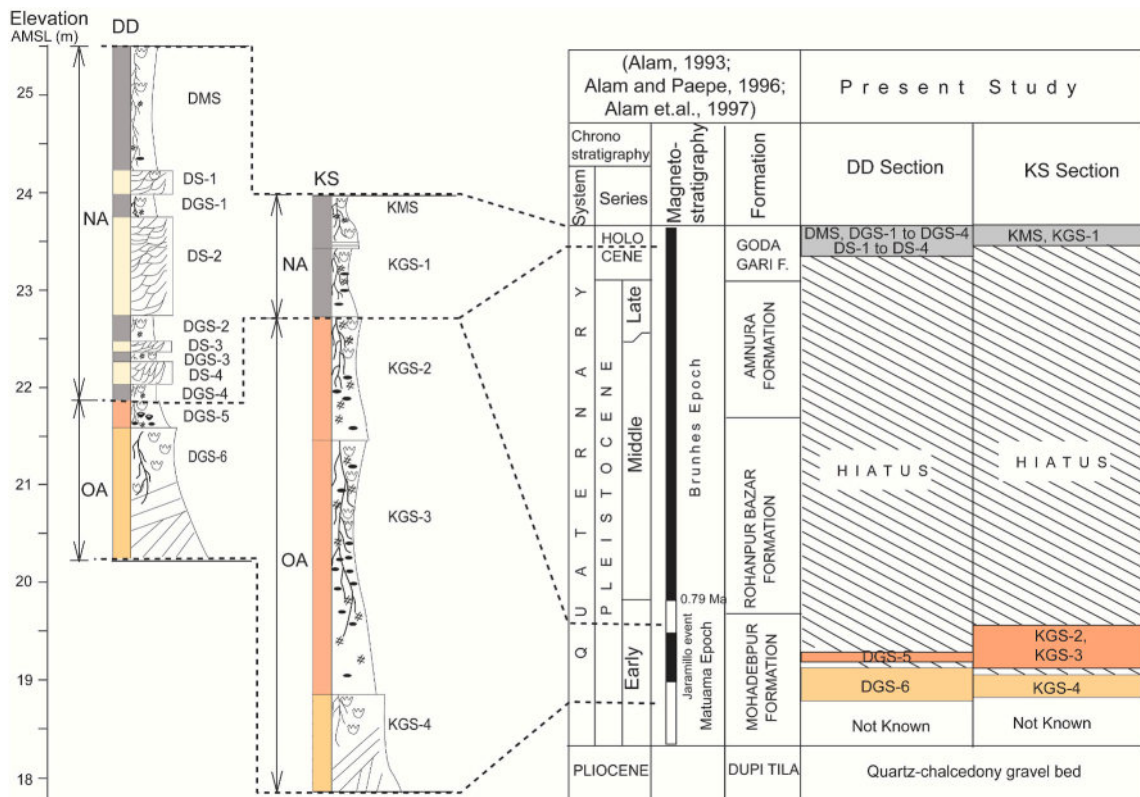 Elevation
AMSL (m)
DD
25
24
23
22
21
20
19
18
NA
OA
DMS
DS-1
DGS-1
DS-2
DGS-2
DS-3
DGS-3
DS-4
DGS-4
DGS-5
DGS-6
KS
NA
OA
KMS
KGS-1
KGS-2
KGS-3
KGS-4
(Alam, 1993;
Alam and Paepe, 1996;
Alam et.al., 1997)
Present Study
Chrono
stratigraphy
System
Series
Magneto-
stratigraphy
Formation
DD Section
KS Section
QUATERNARY
PLEISTOCENE
HOLO
CENE
Late
Middle
Early
Brunhes Epoch
0.79 Ma
Jaramillo event
Matuama Epoch
GODA
GARI F.
AMNURA
FORMATION
ROHANPUR BAZAR
FORMATION
MOHADEBPUR
FORMATION
DMS, DGS-1 to DGS-4
DS-1 to DS-4
HIATUS
DGS-5
DGS-6
Not Known
KMS, KGS-1
HIATUS
KGS-2,
KGS-3
KGS-4
Not Known
PLIOCENE
DUPI TILA
Quartz-chalcedony gravel bed